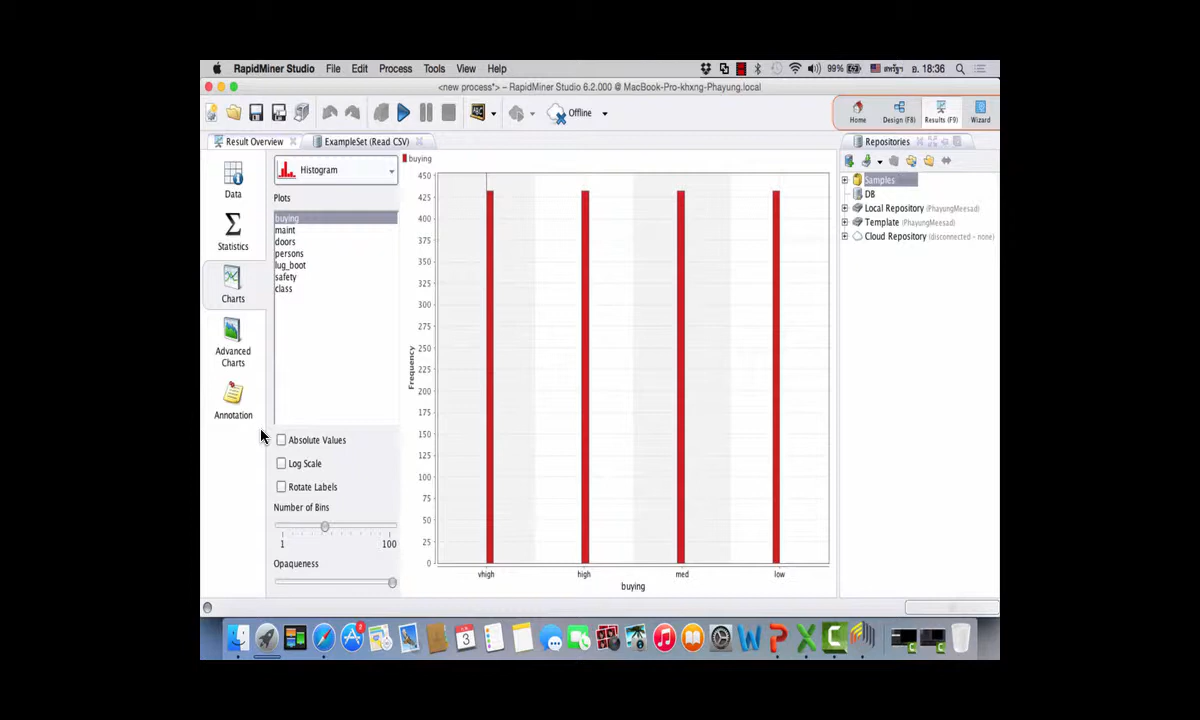 RapidMiner Studio File Edit Process Tools View Help 99% อ. 18:36
<new process*> – RapidMiner Studio 6.2.000 @ MacBook-Pro-khxng-Phayung.local
Offline
Home Design (F8) Results (F9) Wizard
Result Overview ExampleSet (Read CSV)
Repositories
Data
Statistics
Charts
Advanced
Charts
Annotation
Histogram
Plots
buying
maint
doors
persons
lug_boot
safety
class
Absolute Values
Log Scale
Rotate Labels
Number of Bins
1 100
Opaqueness
buying
450
425
400
375
350
325
300
275
250
225
200
175
150
125
100
75
50
25
0
Frequency
vhigh high med low
buying
Samples
DB
Local Repository (PhayungMeesad)
Template (PhayungMeesad)
Cloud Repository (disconnected – none)
3